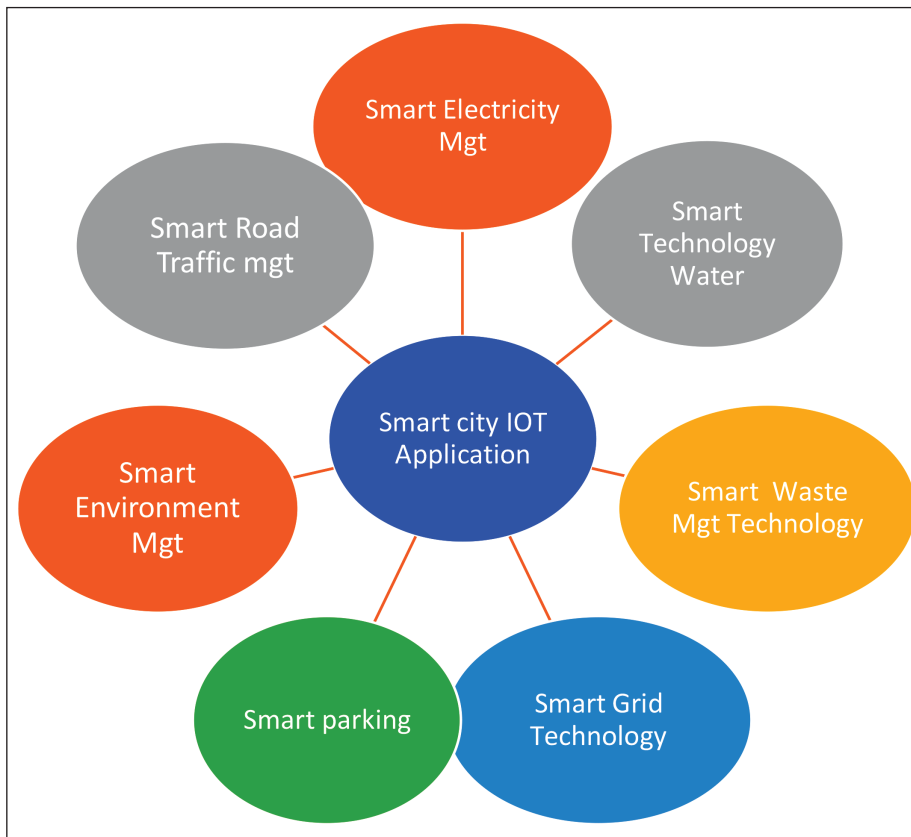 Smart Electricity
Mgt
Smart Road
Traffic mgt
Smart
Technology
Water
Smart city IOT
Application
Smart
Environment
Mgt
Smart  Waste
Mgt Technology
Smart parking
Smart Grid
Technology